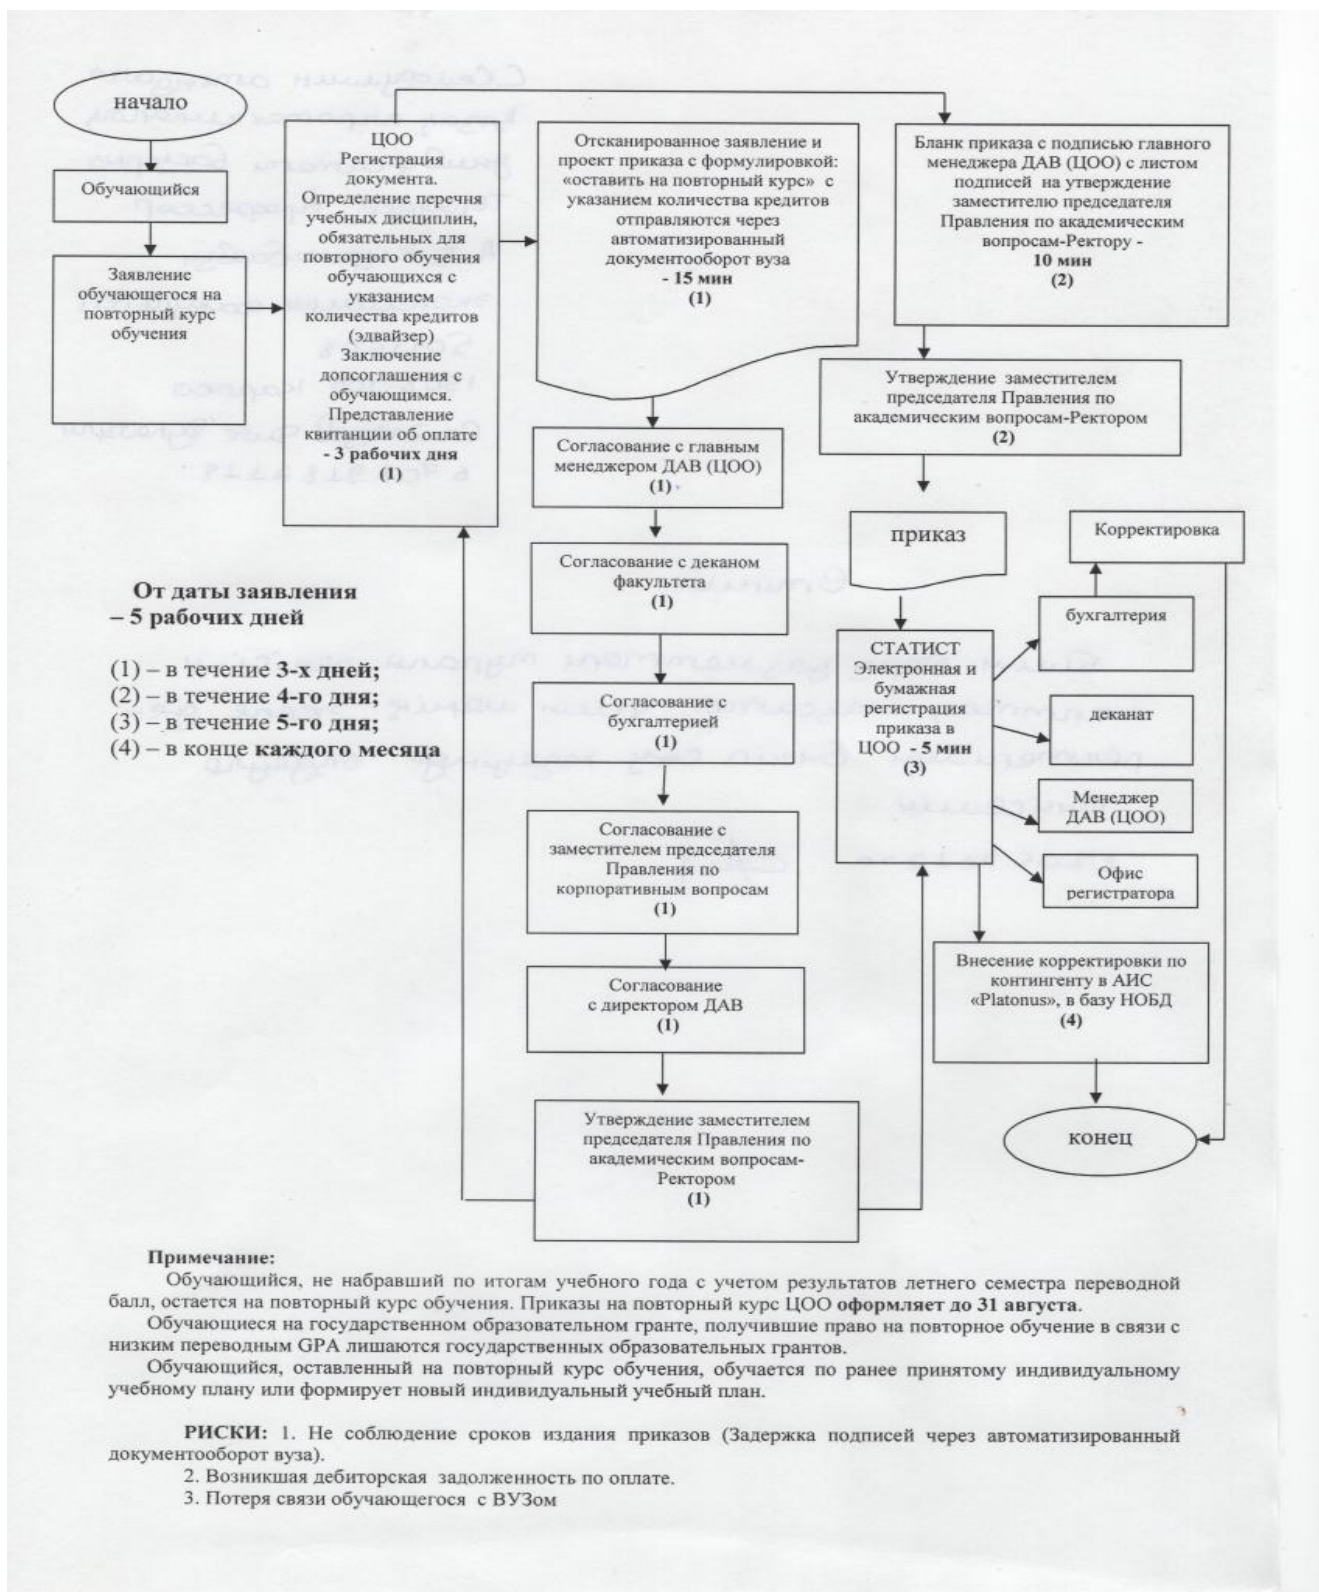 начало
Обучающийся
Заявление
обучающегося на
повторный курс
обучения
ЦОО
Регистрация
документа.
Определение перечня
учебных дисциплин,
обязательных для
повторного обучения
обучающихся с
указанием
количества кредитов
(эдвайзер)
Заключение
допсоглашения с
обучающимся.
Представление
квитанции об оплате
- 3 рабочих дня
(1)
Отсканированное заявление и
проект приказа с формулировкой:
«оставить на повторный курс» с
указанием количества кредитов
отправляются через
автоматизированный
документооборот вуза
- 15 мин
(1)
Согласование с главным
менеджером ДАВ (ЦОО)
(1)
Согласование с деканом
факультета
(1)
Согласование с
бухгалтерией
(1)
Согласование с
заместителем председателя
Правления по
корпоративным вопросам
(1)
Согласование
с директором ДАВ
(1)
Утверждение заместителем
председателя Правления по
академическим вопросам-
Ректором
(1)
Бланк приказа с подписью главного
менеджера ДАВ (ЦОО) с листом
подписей на утверждение
заместителю председателя
Правления по академическим
вопросам-Ректору -
10 мин
(2)
Утверждение заместителем
председателя Правления по
академическим вопросам-Ректором
(2)
приказ
СТАТИСТ
Электронная и
бумажная
регистрация
приказа в
ЦОО - 5 мин
(3)
Корректировка
бухгалтерия
деканат
Менеджер
ДАВ (ЦОО)
Офис
регистратора
Внесение корректировки по
контингенту в АИС
«Platonus», в базу НОБД
(4)
конец
От даты заявления
– 5 рабочих дней
(1) – в течение 3-х дней;
(2) – в течение 4-го дня;
(3) – в течение 5-го дня;
(4) – в конце каждого месяца
Примечание:
Обучающийся, не набравший по итогам учебного года с учетом результатов летнего семестра переводной
балл, остается на повторный курс обучения. Приказы на повторный курс ЦОО оформляет до 31 августа.
Обучающиеся на государственном образовательном гранте, получившие право на повторное обучение в связи с
низким переводным GPA лишаются государственных образовательных грантов.
Обучающийся, оставленный на повторный курс обучения, обучается по ранее принятому индивидуальному
учебному плану или формирует новый индивидуальный учебный план.
РИСКИ: 1. Не соблюдение сроков издания приказов (Задержка подписей через автоматизированный
документооборот вуза).
2. Возникшая дебиторская задолженность по оплате.
3. Потеря связи обучающегося с ВУЗом